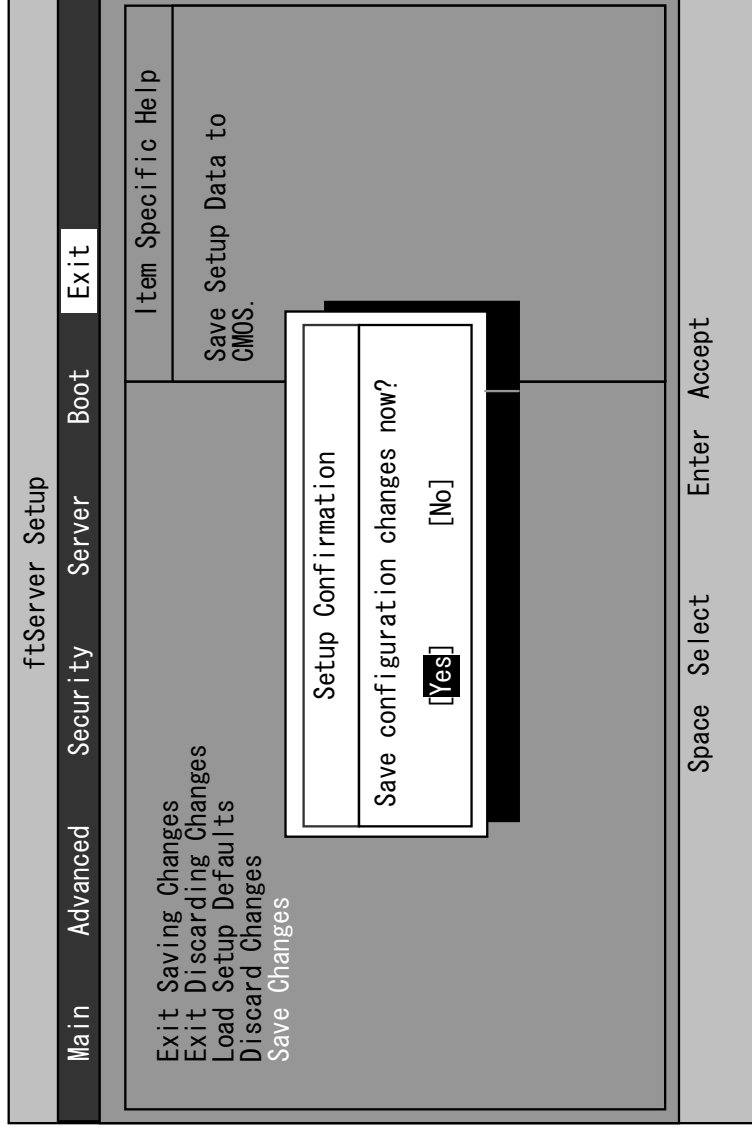 ftServer Setup
Main Advanced Security Server Boot Exit
Item Specific Help
Exit Saving Changes
Exit Discarding Changes
Load Setup Defaults
Discard Changes
Save Changes
Save Setup Data to
CMOS.
Setup Confirmation
Save configuration changes now?
[Yes] [No]
Space Select Enter Accept